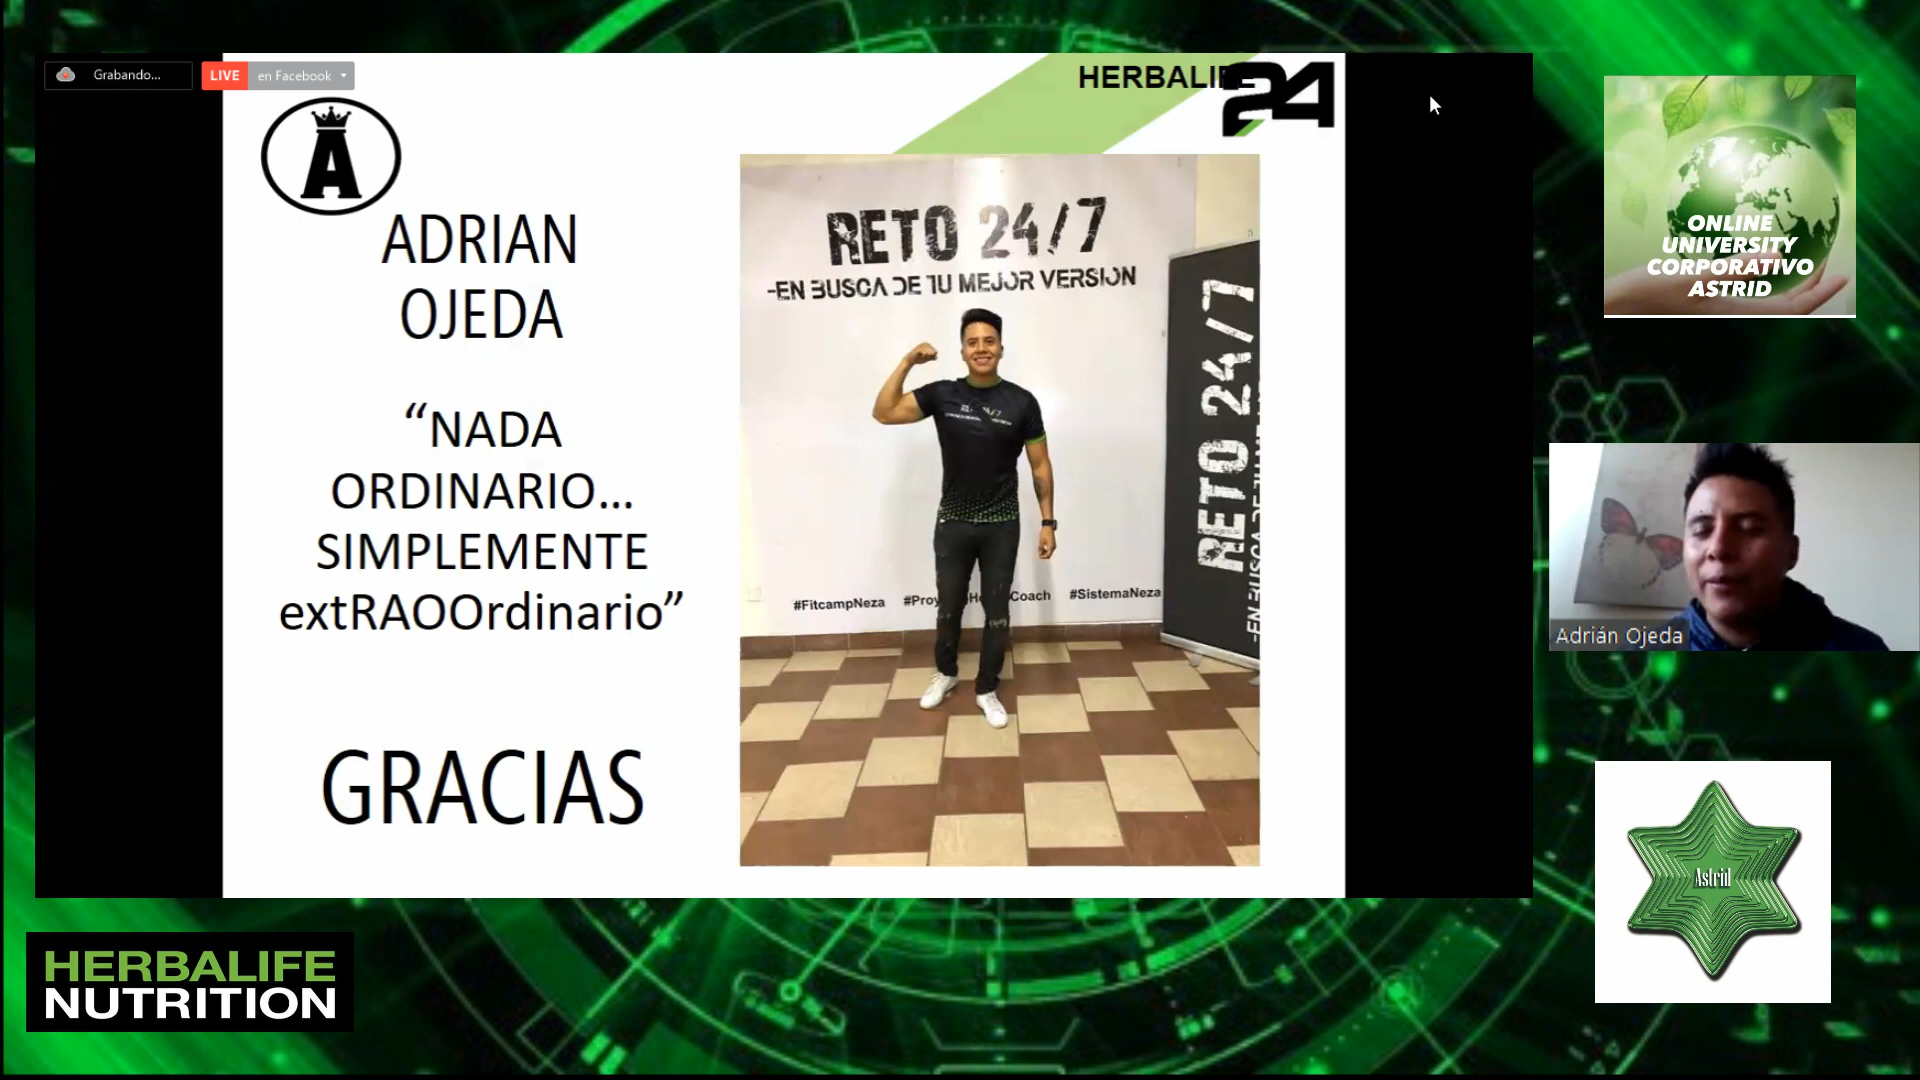 Grabando...
LIVE en Facebook
HERBALIFE
24
A
ADRIAN
OJEDA
“NADA
ORDINARIO...
SIMPLEMENTE
extRAOOrdinario”
GRACIAS
RETO 24/7
-EN BUSCA DE TU MEJOR VERSION
RETO 24/7
#FitcampNeza
Coach
#SistemaNeza
ONLINE
UNIVERSITY
CORPORATIVO
ASTRID
Adrián Ojeda
Astrid
HERBALIFE
NUTRITION